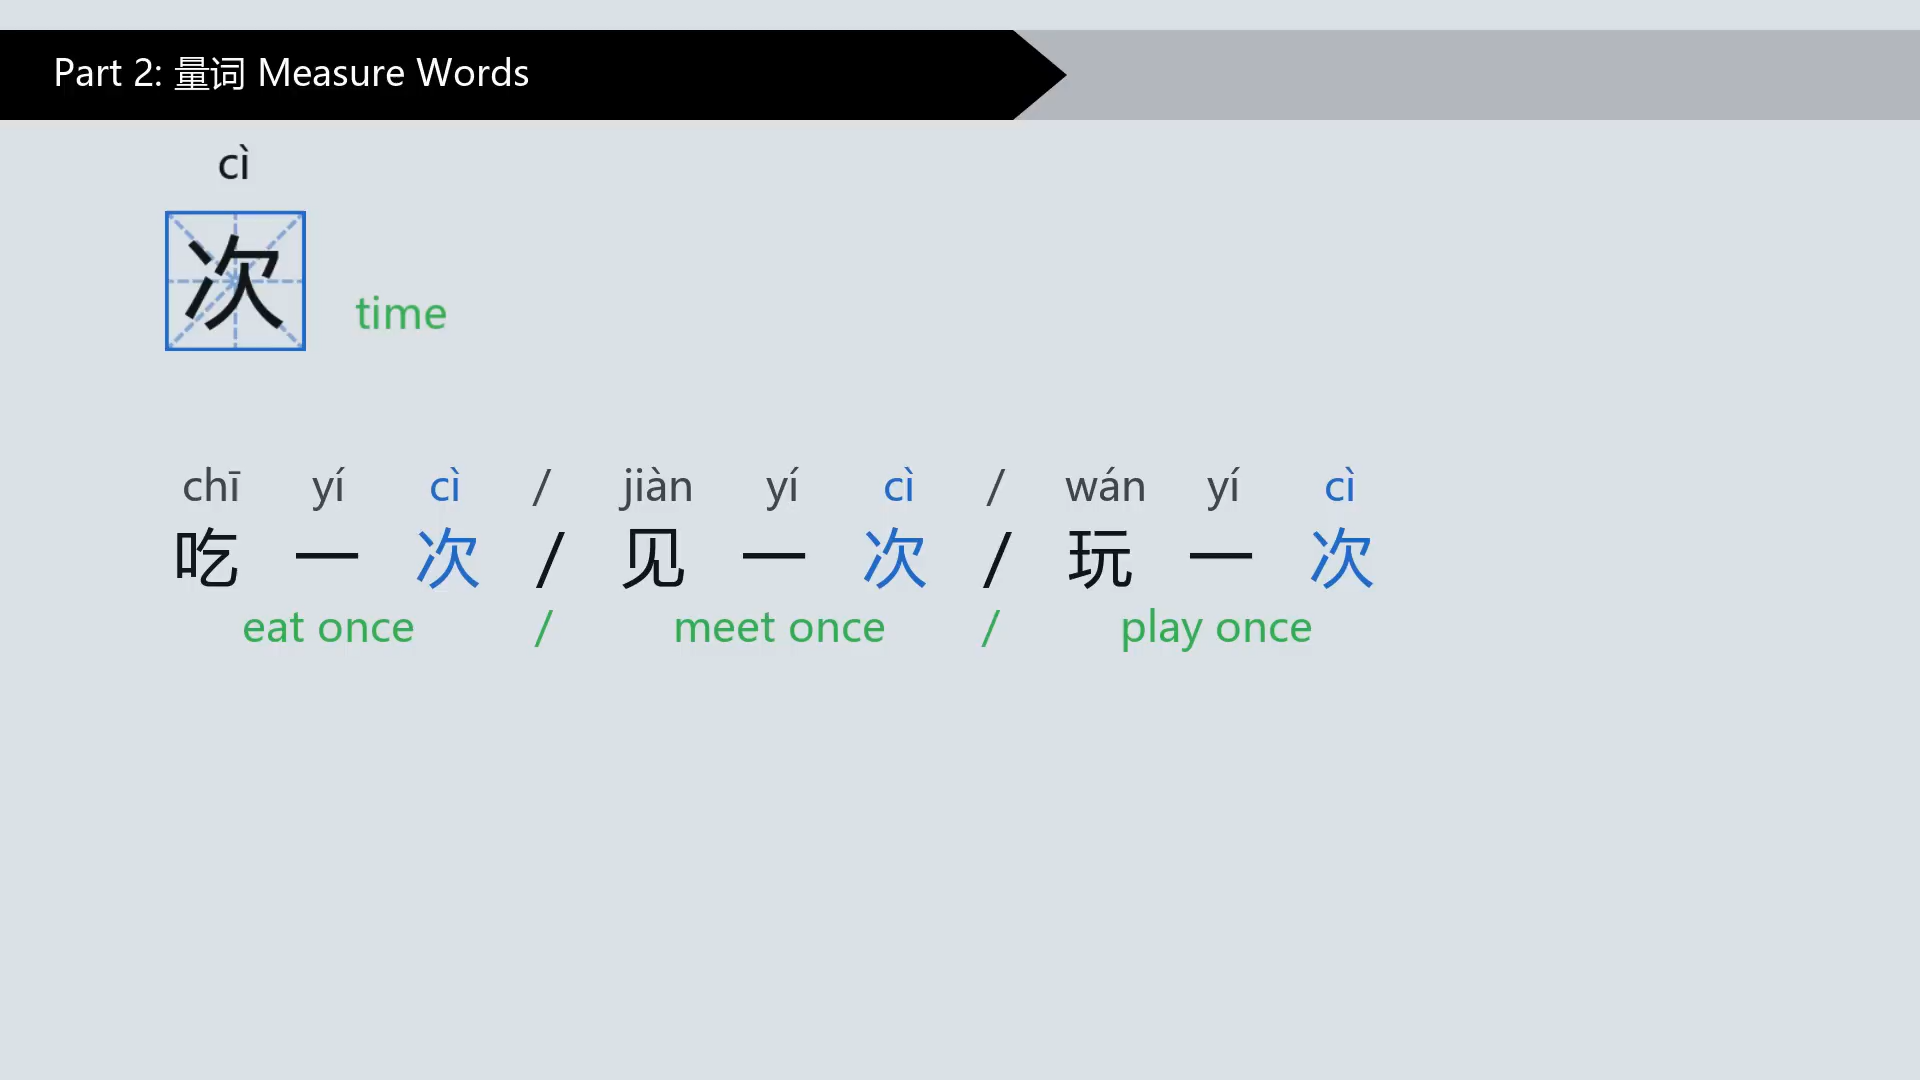 Part 2: 量词 Measure Words
cì
次
time
chī yí cì / jiàn yí cì / wán yí cì
吃 一 次 / 见 一 次 / 玩 一 次
eat once / meet once / play once